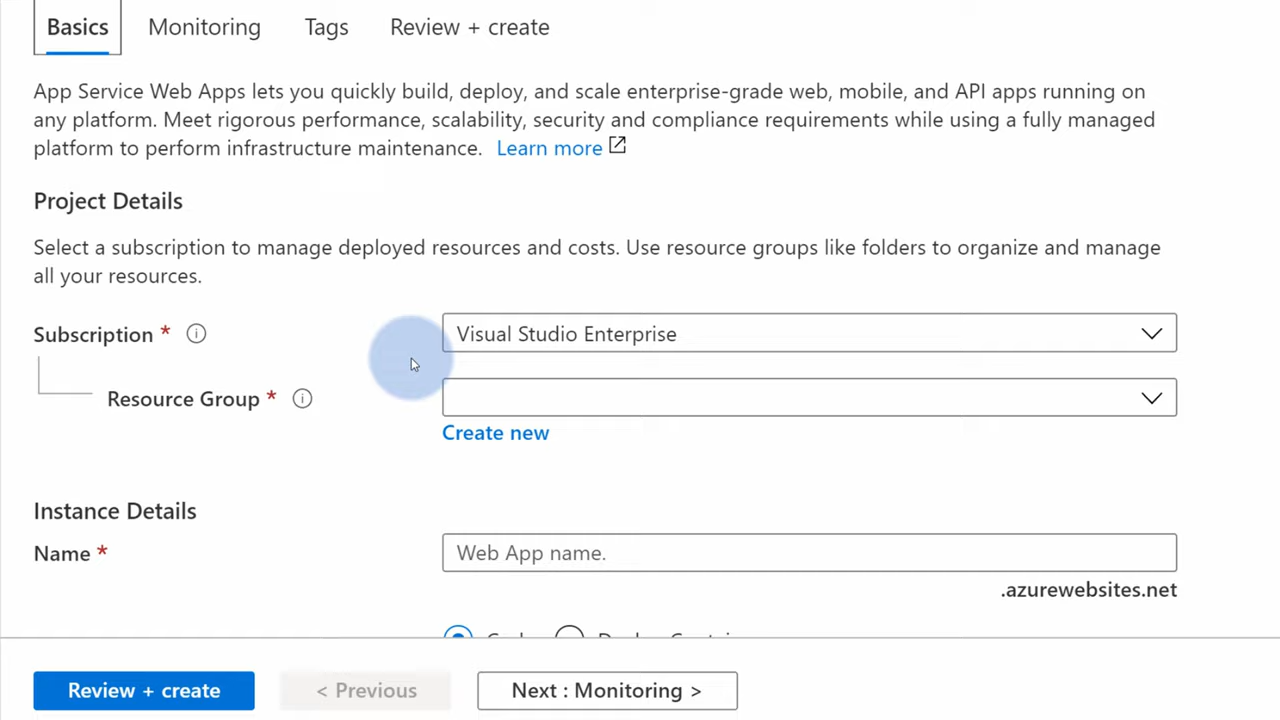 Basics Monitoring Tags Review + create
App Service Web Apps lets you quickly build, deploy, and scale enterprise-grade web, mobile, and API apps running on
any platform. Meet rigorous performance, scalability, security and compliance requirements while using a fully managed
platform to perform infrastructure maintenance. Learn more
Project Details
Select a subscription to manage deployed resources and costs. Use resource groups like folders to organize and manage
all your resources.
Subscription * Visual Studio Enterprise
Resource Group *
Create new
Instance Details
Name * Web App name.
.azurewebsites.net
Review + create < Previous Next : Monitoring >